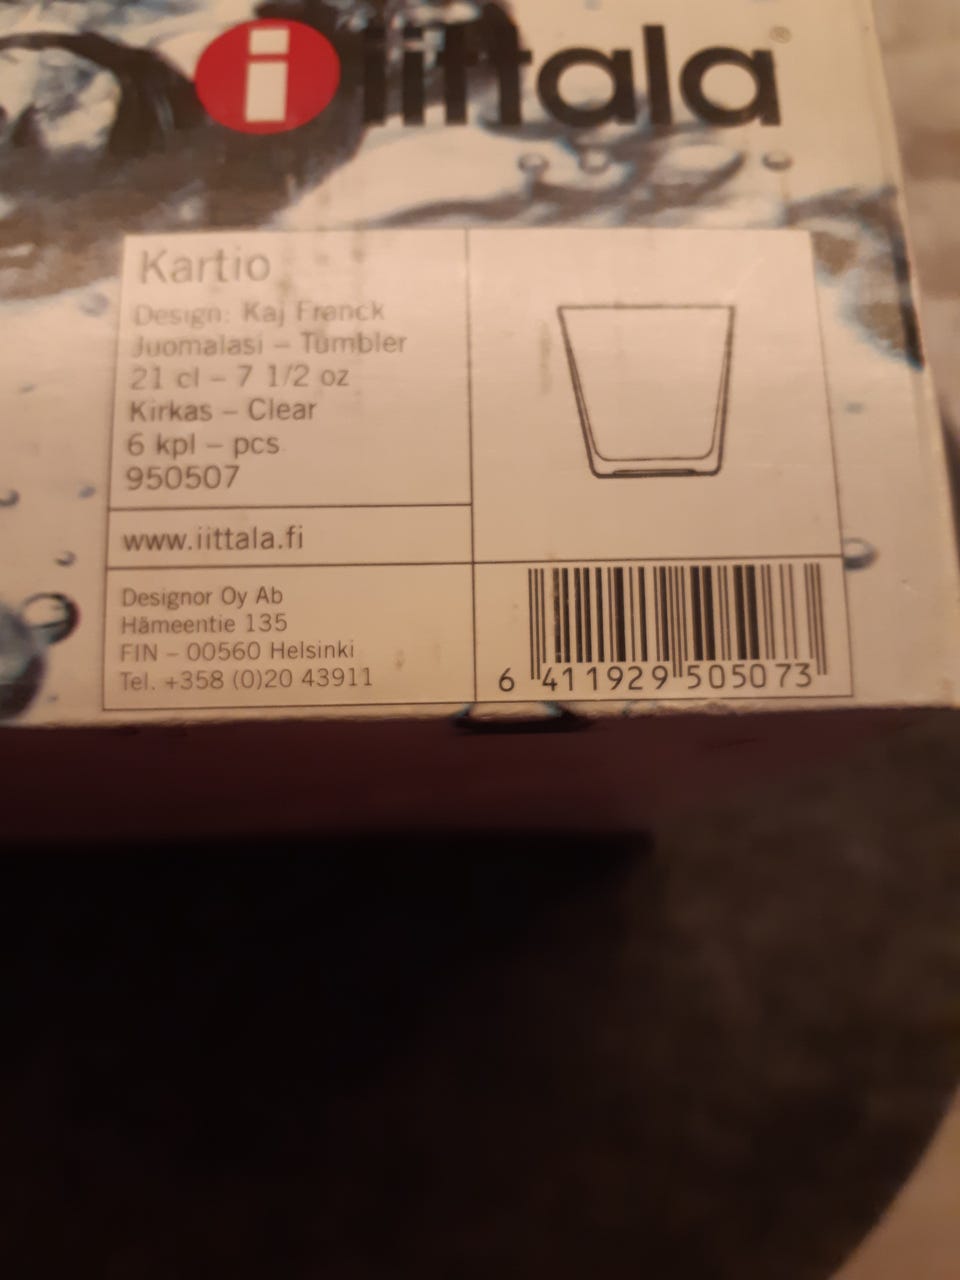 i iittala®
Kartio
Design: Kaj Franck
Juomalasi – Tumbler
21 cl – 7 1/2 oz
Kirkas – Clear
6 kpl – pcs
950507
www.iittala.fi
Designor Oy Ab
Hämeentie 135
FIN – 00560 Helsinki
Tel. +358 (0)20 43911
6 411929 505073